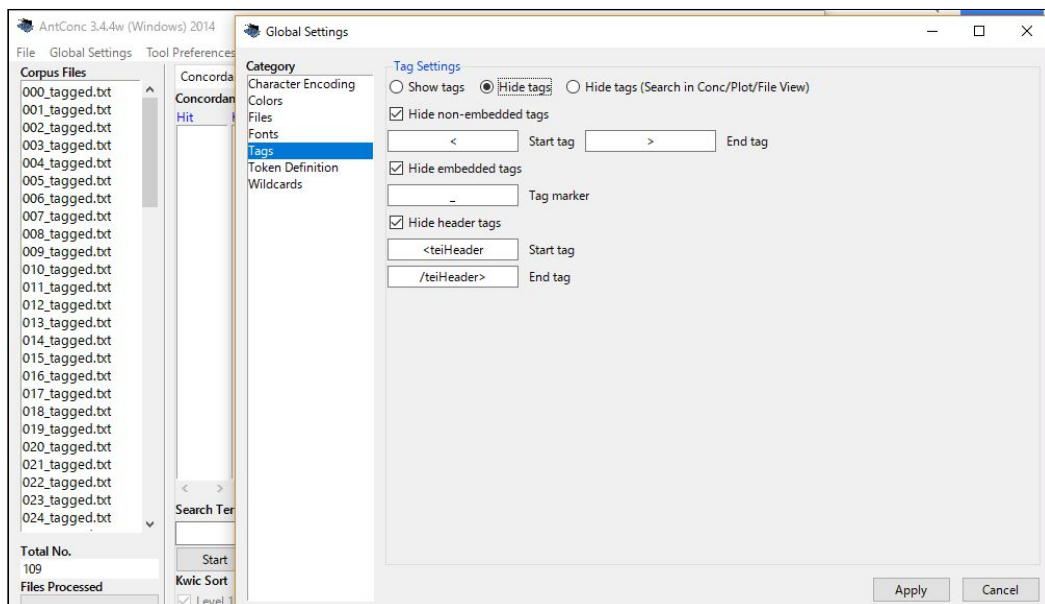 AntConc 3.4.4w (Windows) 2014
File Global Settings Tool Preferences
Corpus Files
000_tagged.txt
001_tagged.txt
002_tagged.txt
003_tagged.txt
004_tagged.txt
005_tagged.txt
006_tagged.txt
007_tagged.txt
008_tagged.txt
009_tagged.txt
010_tagged.txt
011_tagged.txt
012_tagged.txt
013_tagged.txt
014_tagged.txt
015_tagged.txt
016_tagged.txt
017_tagged.txt
018_tagged.txt
019_tagged.txt
020_tagged.txt
021_tagged.txt
022_tagged.txt
023_tagged.txt
024_tagged.txt
Total No.
109
Files Processed
Concorda
Concordan
Hit
Search Ter
Start
Kwic Sort
Level 1
Global Settings
Category
Character Encoding
Colors
Files
Fonts
Tags
Token Definition
Wildcards
Tag Settings
Show tags Hide tags Hide tags (Search in Conc/Plot/File View)
Hide non-embedded tags
< Start tag > End tag
Hide embedded tags
_ Tag marker
Hide header tags
<teiHeader Start tag
/teiHeader> End tag
Apply Cancel